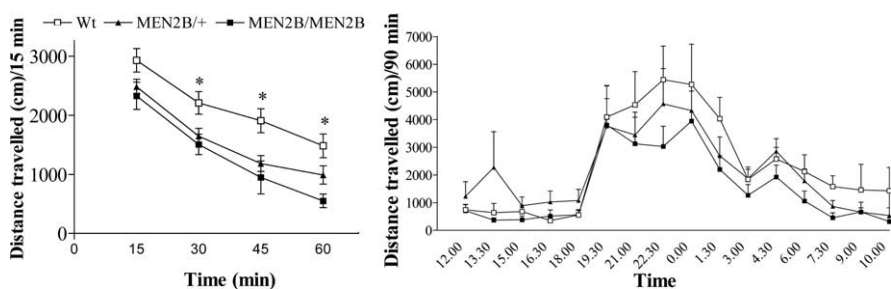 Wt MEN2B/+ MEN2B/MEN2B
Distance travelled (cm)/15 min
3000
2000
1000
0
* * *
15 30 45 60
Time (min)
Distance travelled (cm)/90 min
7000
6000
5000
4000
3000
2000
1000
0
12.00 13.30 15.00 16.30 18.00 19.30 21.00 22.30 0.00 1.30 3.00 4.30 6.00 7.30 9.00 10.00
Time